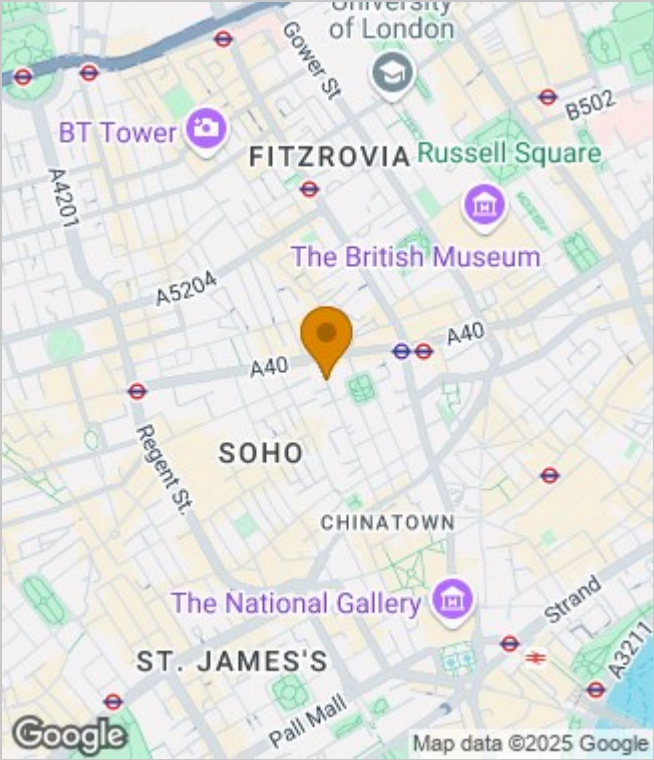 University
of London
Gower St
B502
BT Tower
FITZROVIA
Russell Square
A4201
The British Museum
A5204
A40
A40
Regent St.
SOHO
CHINATOWN
The National Gallery
Strand
ST. JAMES'S
A3211
Pall Mall
Google
Map data ©2025 Google